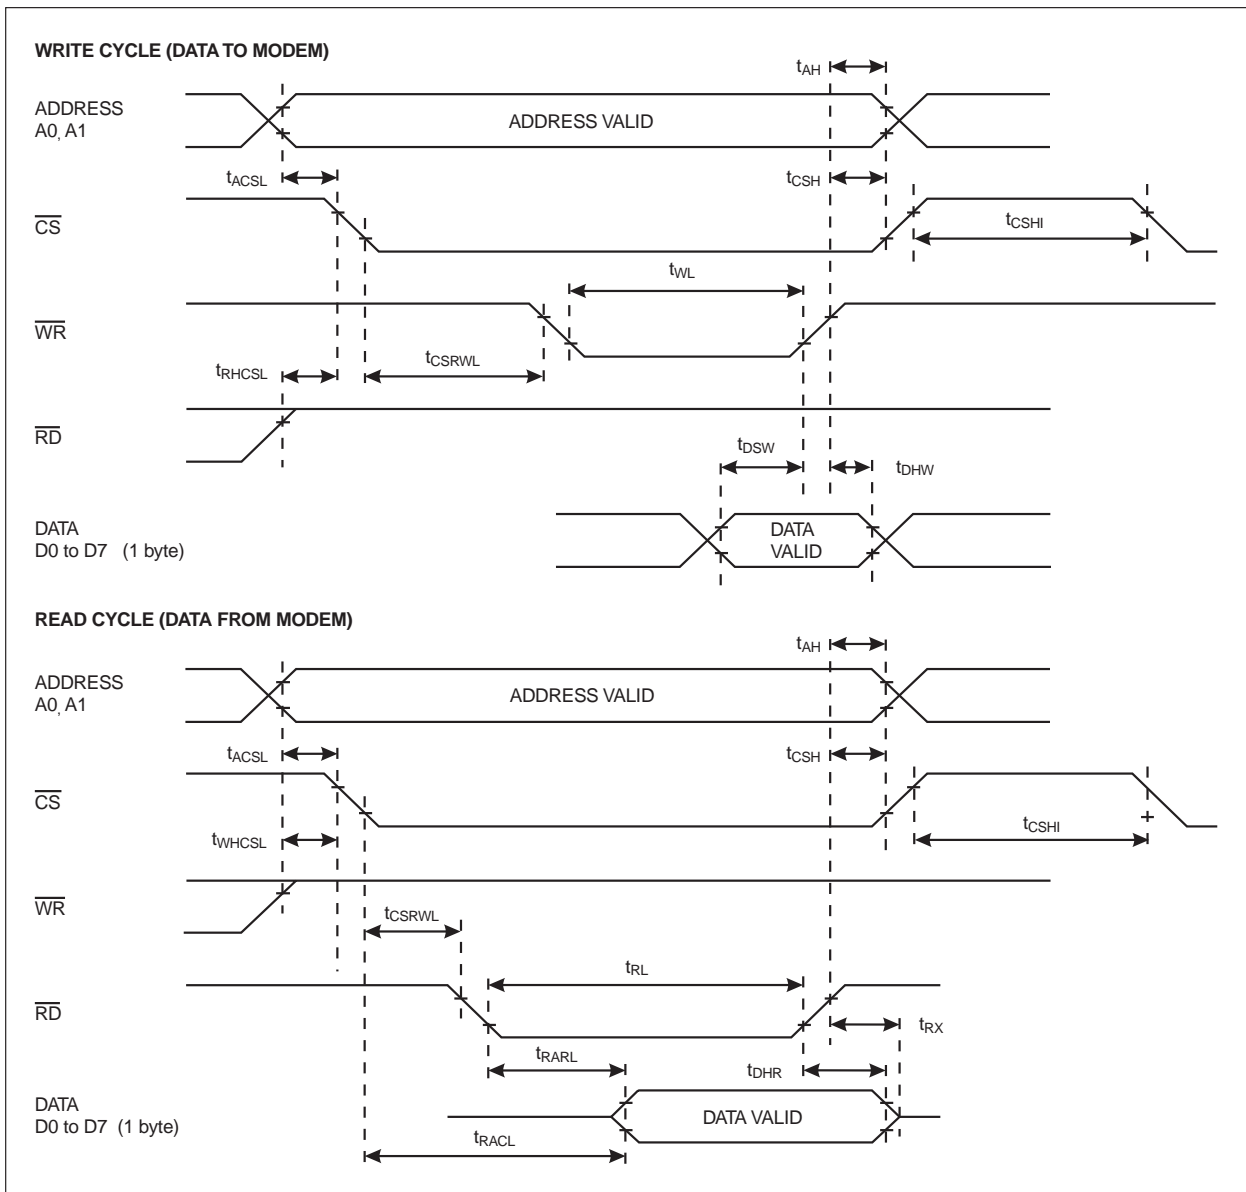 WRITE CYCLE (DATA TO MODEM)
tAH
ADDRESS
A0, A1
ADDRESS VALID
tACSL
tCSH
CS
tCSHI
tWL
WR
tRHCSL
tCSRWL
RD
tDSW
tDHW
DATA
D0 to D7 (1 byte)
DATA
VALID
READ CYCLE (DATA FROM MODEM)
tAH
ADDRESS
A0, A1
ADDRESS VALID
tACSL
tCSH
CS
tWHCSL
tCSHI
WR
tCSRWL
tRL
RD
tRX
tRARL
tDHR
DATA
D0 to D7 (1 byte)
DATA VALID
tRACL